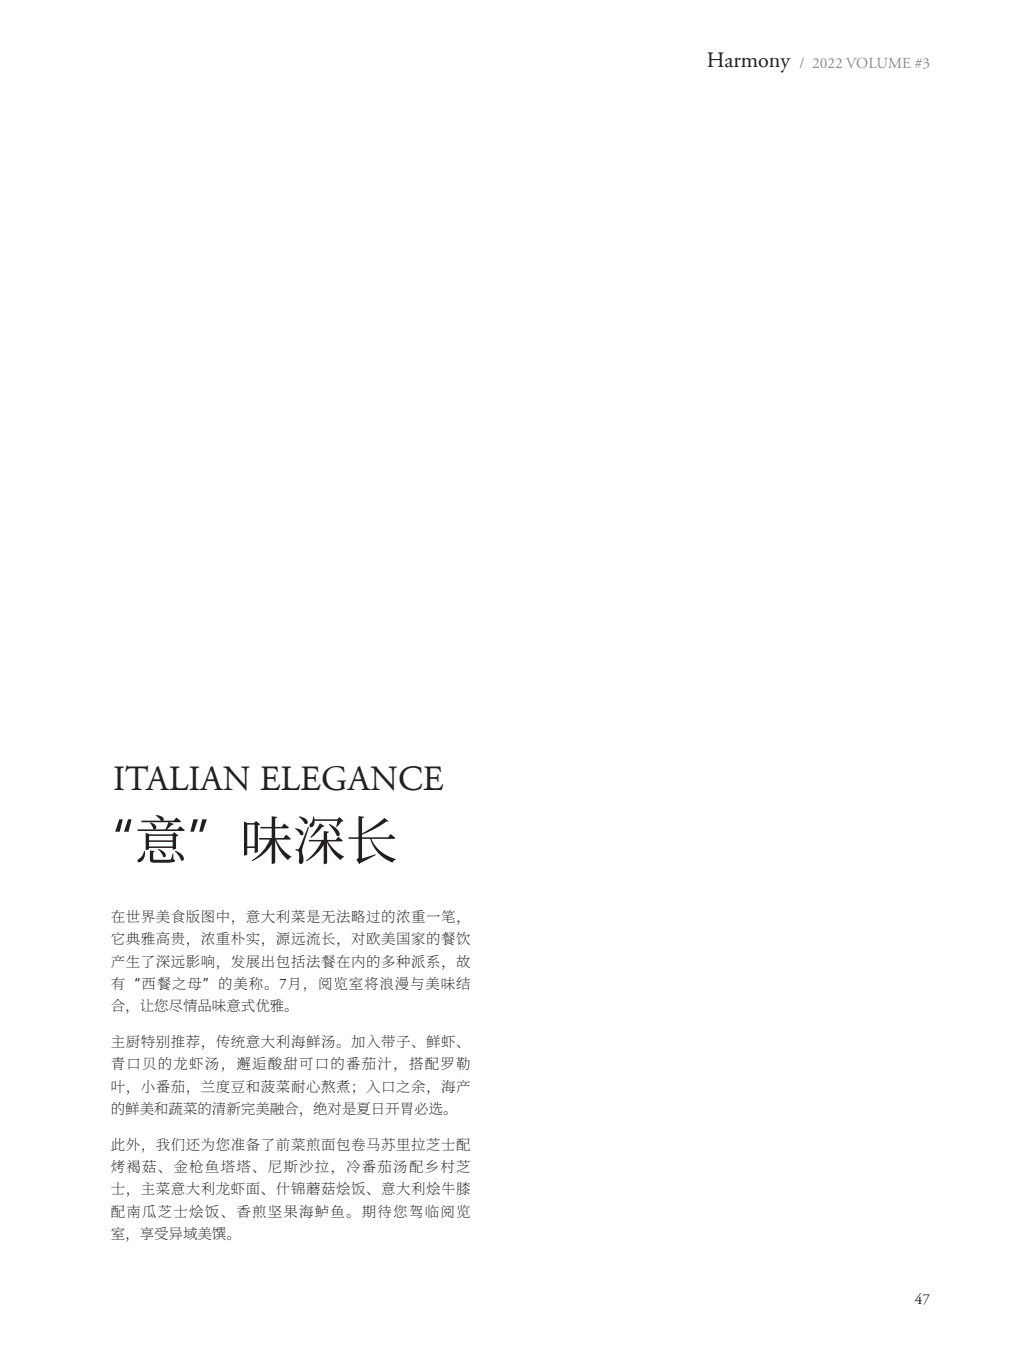 Harmony / 2022 VOLUME #3
ITALIAN ELEGANCE
“意”味深长
在世界美食版图中，意大利菜是无法略过的浓重一笔，
它典雅高贵，浓重朴实，源远流长，对欧美国家的餐饮
产生了深远影响，发展出包括法餐在内的多种派系，故
有“西餐之母”的美称。7月，阅览室将浪漫与美味结
合，让您尽情品味意式优雅。
主厨特别推荐，传统意大利海鲜汤。加入带子、鲜虾、
青口贝的龙虾汤，邂逅酸甜可口的番茄汁，搭配罗勒
叶，小番茄，兰度豆和菠菜耐心熬煮；入口之余，海产
的鲜美和蔬菜的清新完美融合，绝对是夏日开胃必选。
此外，我们还为您准备了前菜煎面包卷马苏里拉芝士配
烤褐菇、金枪鱼塔塔、尼斯沙拉，冷番茄汤配乡村芝
士，主菜意大利龙虾面、什锦蘑菇烩饭、意大利烩牛膝
配南瓜芝士烩饭、香煎坚果海鲈鱼。期待您驾临阅览
室，享受异域美馔。
47